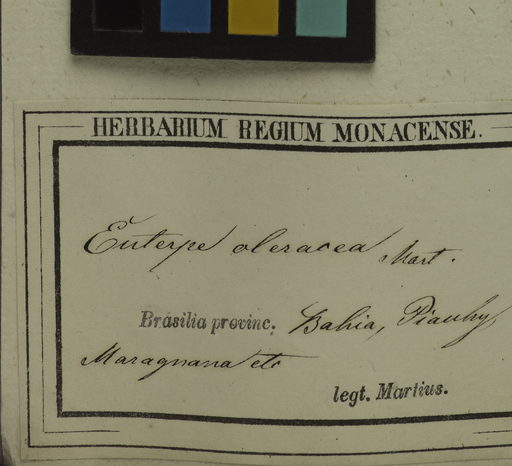 HERBARIUM REGIUM MONACENSE.
Euterpe oleracea Mart.
Brasilia provinc. Bahia, Piauhy,
Maragnana etc
legt. Martius.